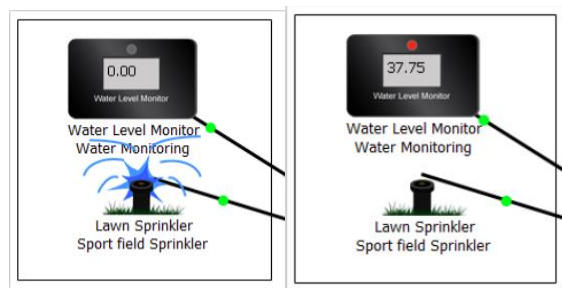 0.00
Water Level Monitor
Water Level Monitor
Water Monitoring
Lawn Sprinkler
Sport field Sprinkler
37.75
Water Level Monitor
Water Level Monitor
Water Monitoring
Lawn Sprinkler
Sport field Sprinkler